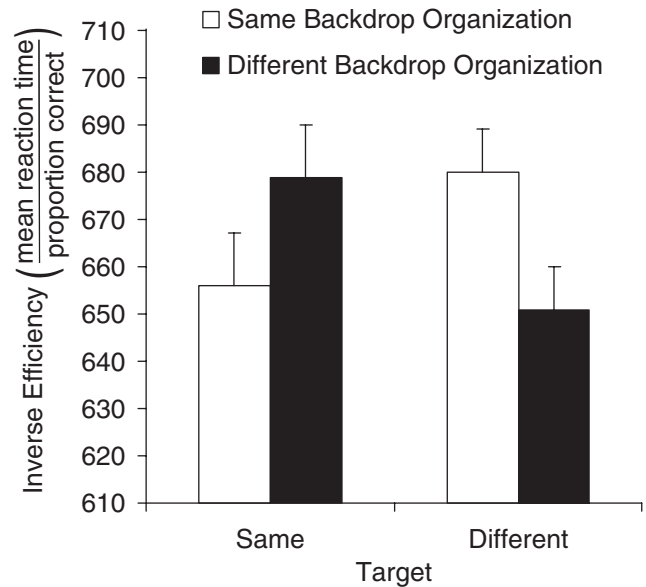 Same Backdrop Organization
Different Backdrop Organization
Inverse Efficiency (mean reaction time / proportion correct)
710
700
690
680
670
660
650
640
630
620
610
Same
Different
Target